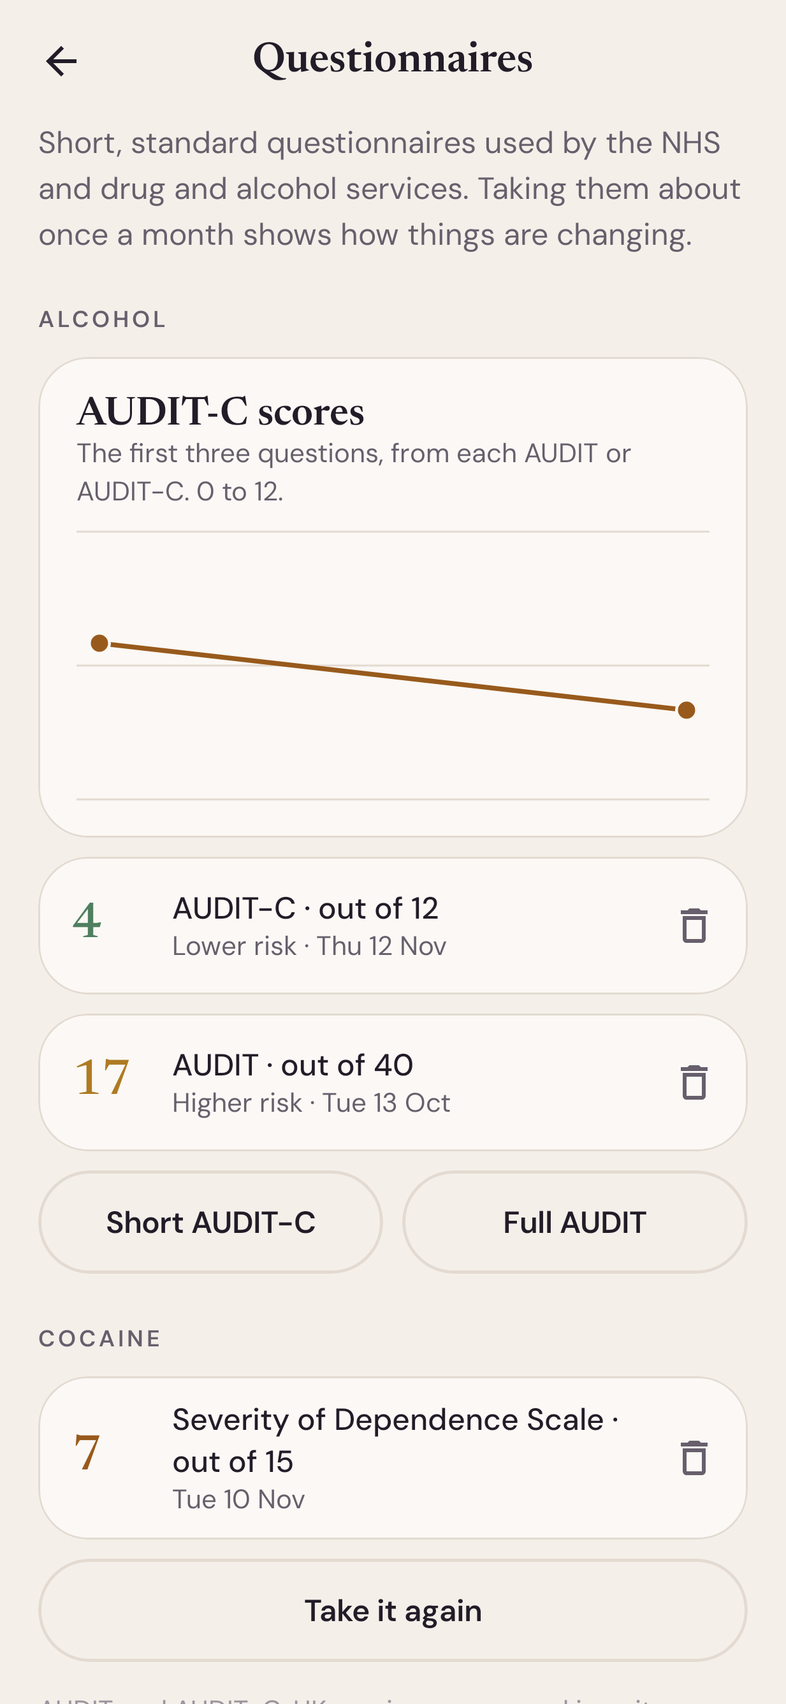 Questionnaires
Short, standard questionnaires used by the NHS
and drug and alcohol services. Taking them about
once a month shows how things are changing.
ALCOHOL
AUDIT-C scores
The first three questions, from each AUDIT or
AUDIT-C. 0 to 12.
4
AUDIT-C · out of 12
Lower risk · Thu 12 Nov
17
AUDIT · out of 40
Higher risk · Tue 13 Oct
Short AUDIT-C
Full AUDIT
COCAINE
7
Severity of Dependence Scale ·
out of 15
Tue 10 Nov
Take it again